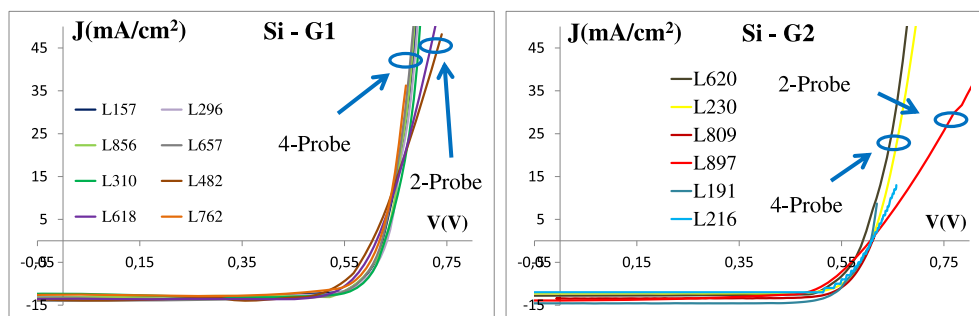 J(mA/cm²) Si - G1
45
35
25
15
5
-5
-15
-0,05 0,15 0,35 0,55 0,75
V(V)
4-Probe
2-Probe
L157 L296
L856 L657
L310 L482
L618 L762
J(mA/cm²) Si - G2
45
35
25
15
5
-5
-15
-0,05 0,15 0,35 0,55 0,75
V(V)
2-Probe
4-Probe
L620
L230
L809
L897
L191
L216